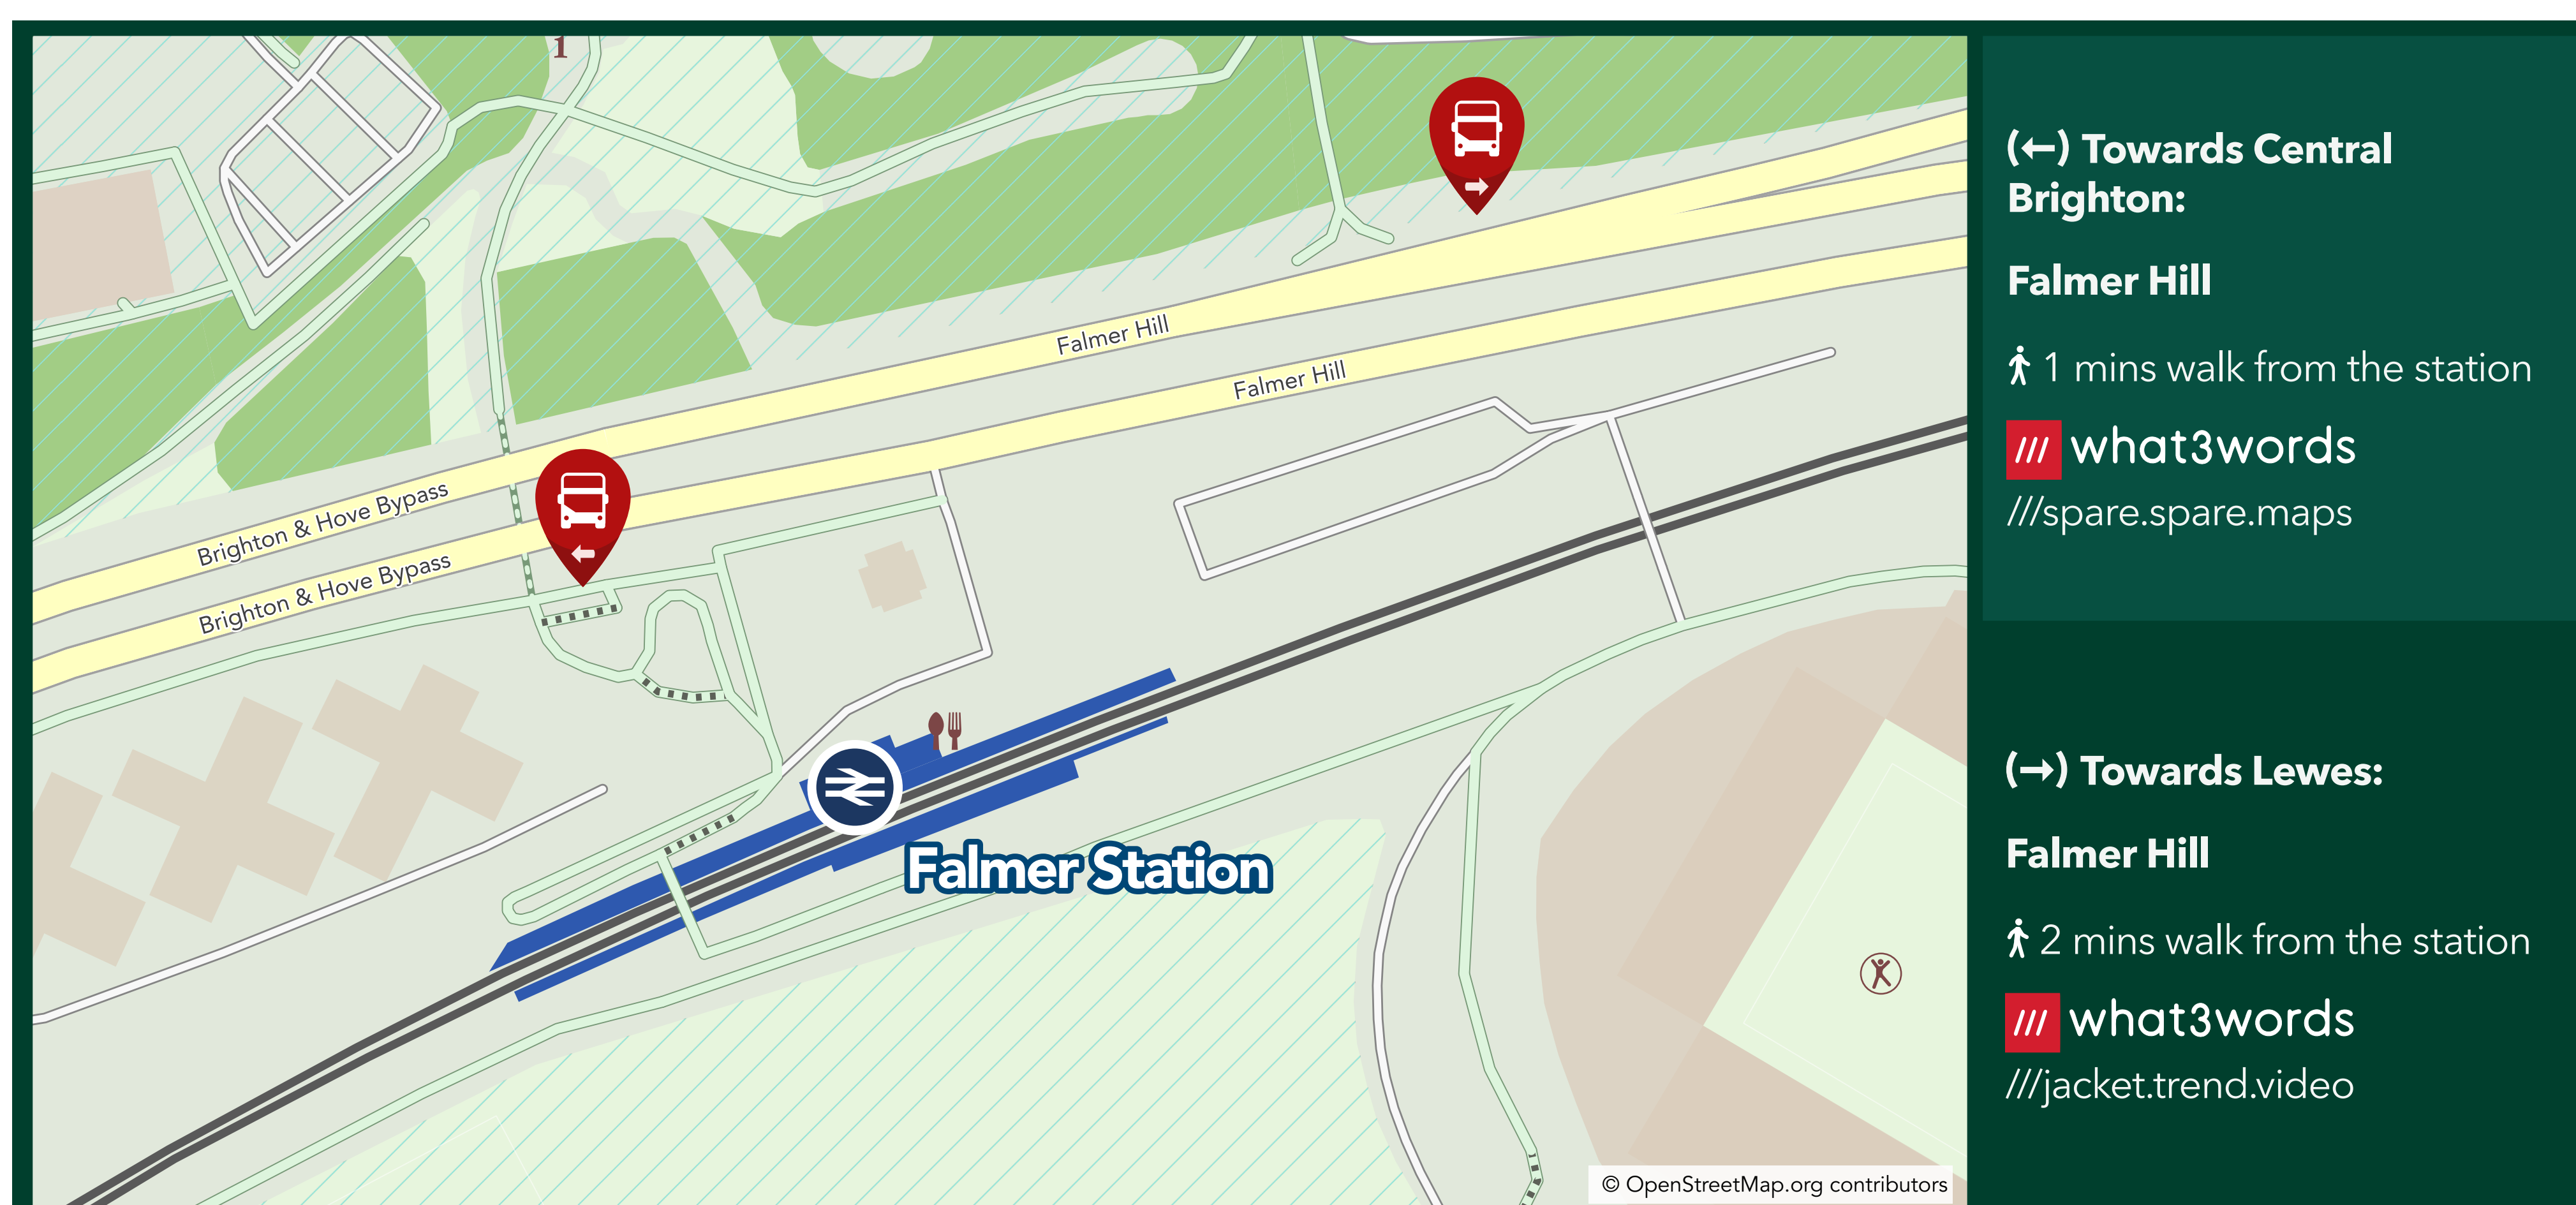 1
Falmer Hill
Falmer Hill
Brighton & Hove Bypass
Brighton & Hove Bypass
Falmer Station
© OpenStreetMap.org contributors
(←) Towards Central
Brighton:
Falmer Hill
1 mins walk from the station
what3words
///spare.spare.maps
(→) Towards Lewes:
Falmer Hill
2 mins walk from the station
what3words
///jacket.trend.video